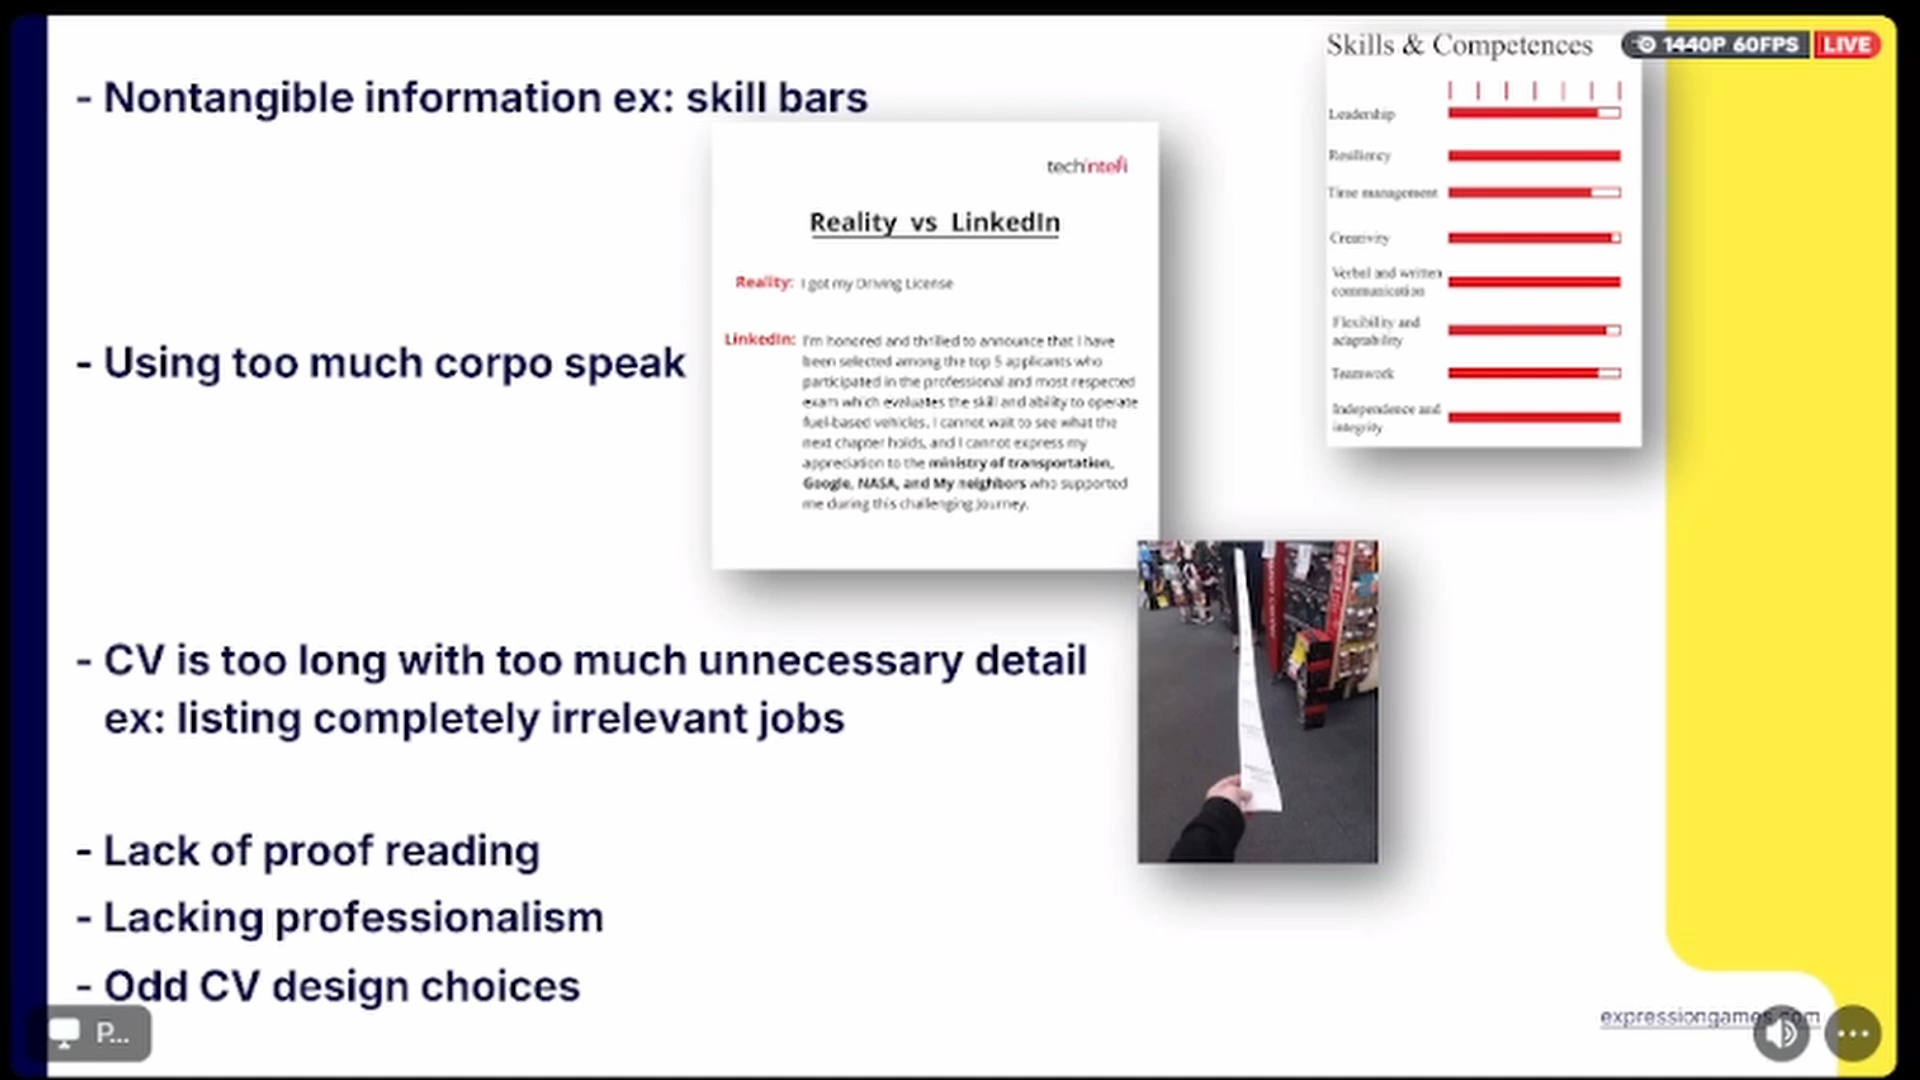 - Nontangible information ex: skill bars
Skills & Competences
1440P 60FPS LIVE
Leadership
Resiliency
Time management
Creativity
Verbal and written
communication
Flexibility and
adaptability
Teamwork
Independence and
integrity
techintefi
Reality vs LinkedIn
Reality: I got my Driving License
LinkedIn: I'm honored and thrilled to announce that I have
been selected among the top 5 applicants who
participated in the professional and most respected
exam which evaluates the skill and ability to operate
fuel-based vehicles. I cannot wait to see what the
next chapter holds, and I cannot express my
appreciation to the ministry of transportation,
Google, NASA, and My neighbors who supported
me during this challenging Journey.
- Using too much corpo speak
- CV is too long with too much unnecessary detail
ex: listing completely irrelevant jobs
- Lack of proof reading
- Lacking professionalism
- Odd CV design choices
P...
expressiongames.com